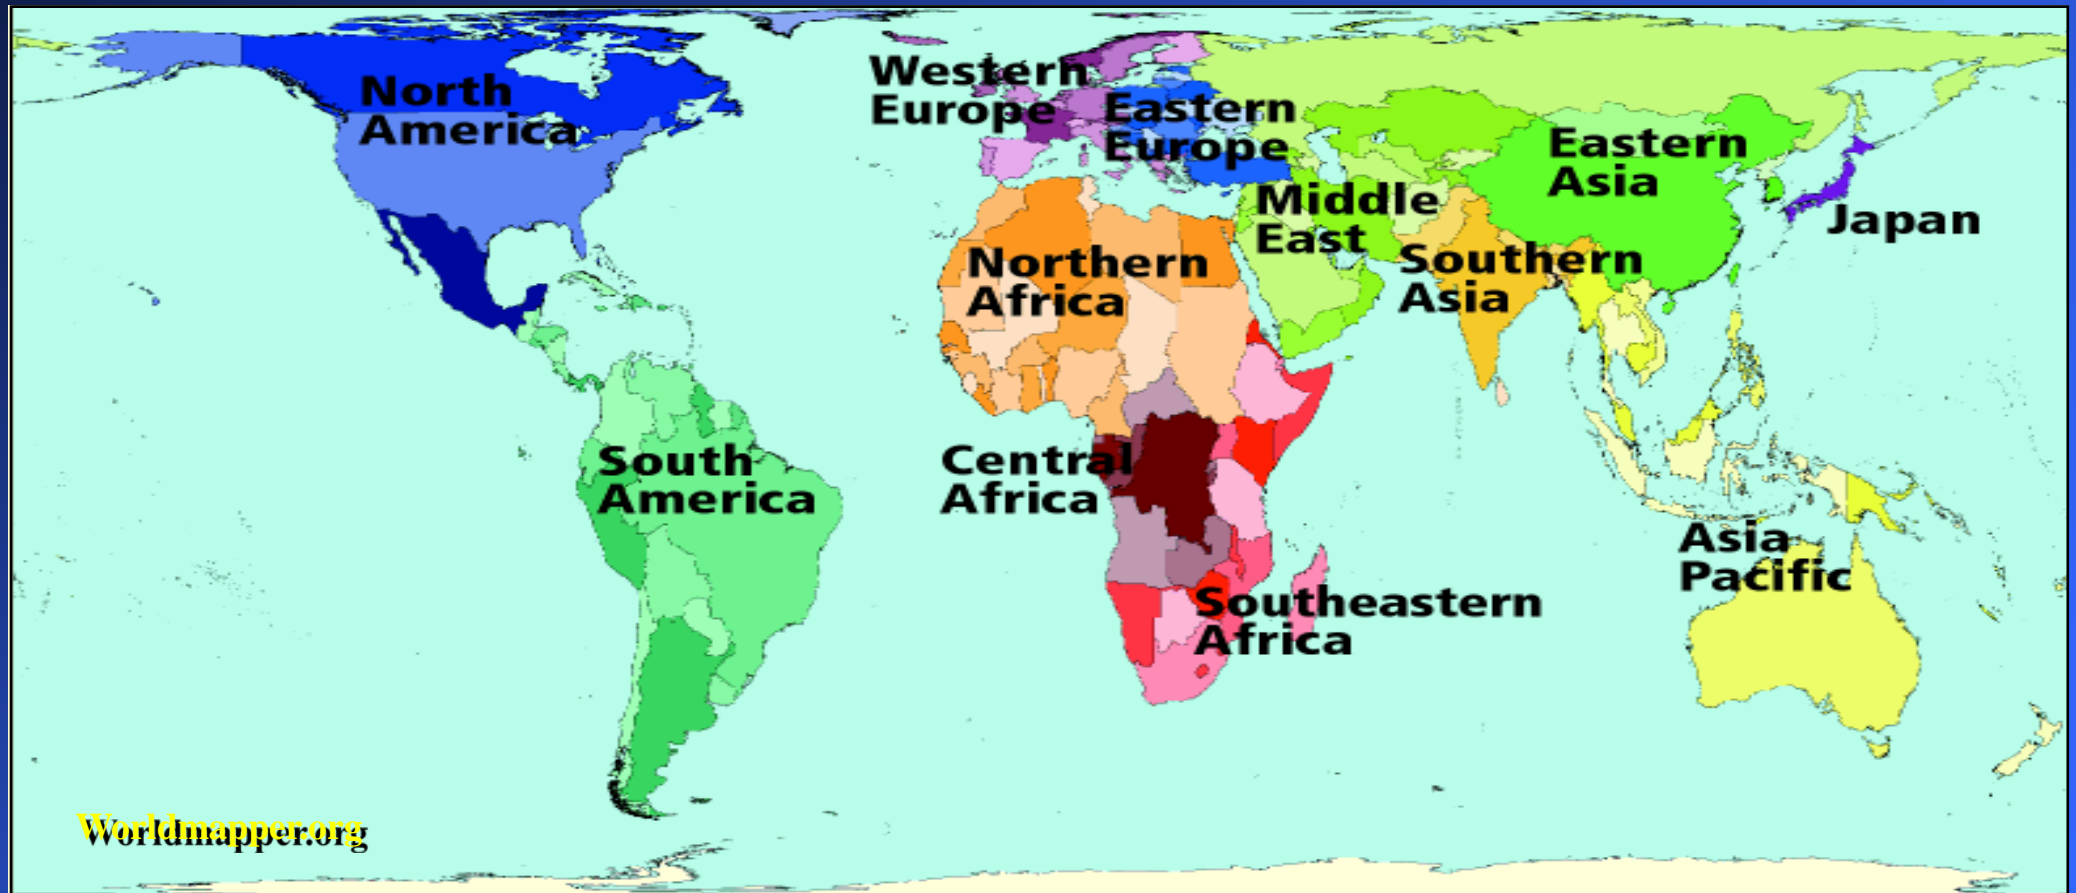 North
America
Western
Europe
Eastern
Europe
Eastern
Asia
Middle
East
Japan
Northern
Africa
Southern
Asia
South
America
Central
Africa
Asia
Pacific
Southeastern
Africa
Worldmapper.org